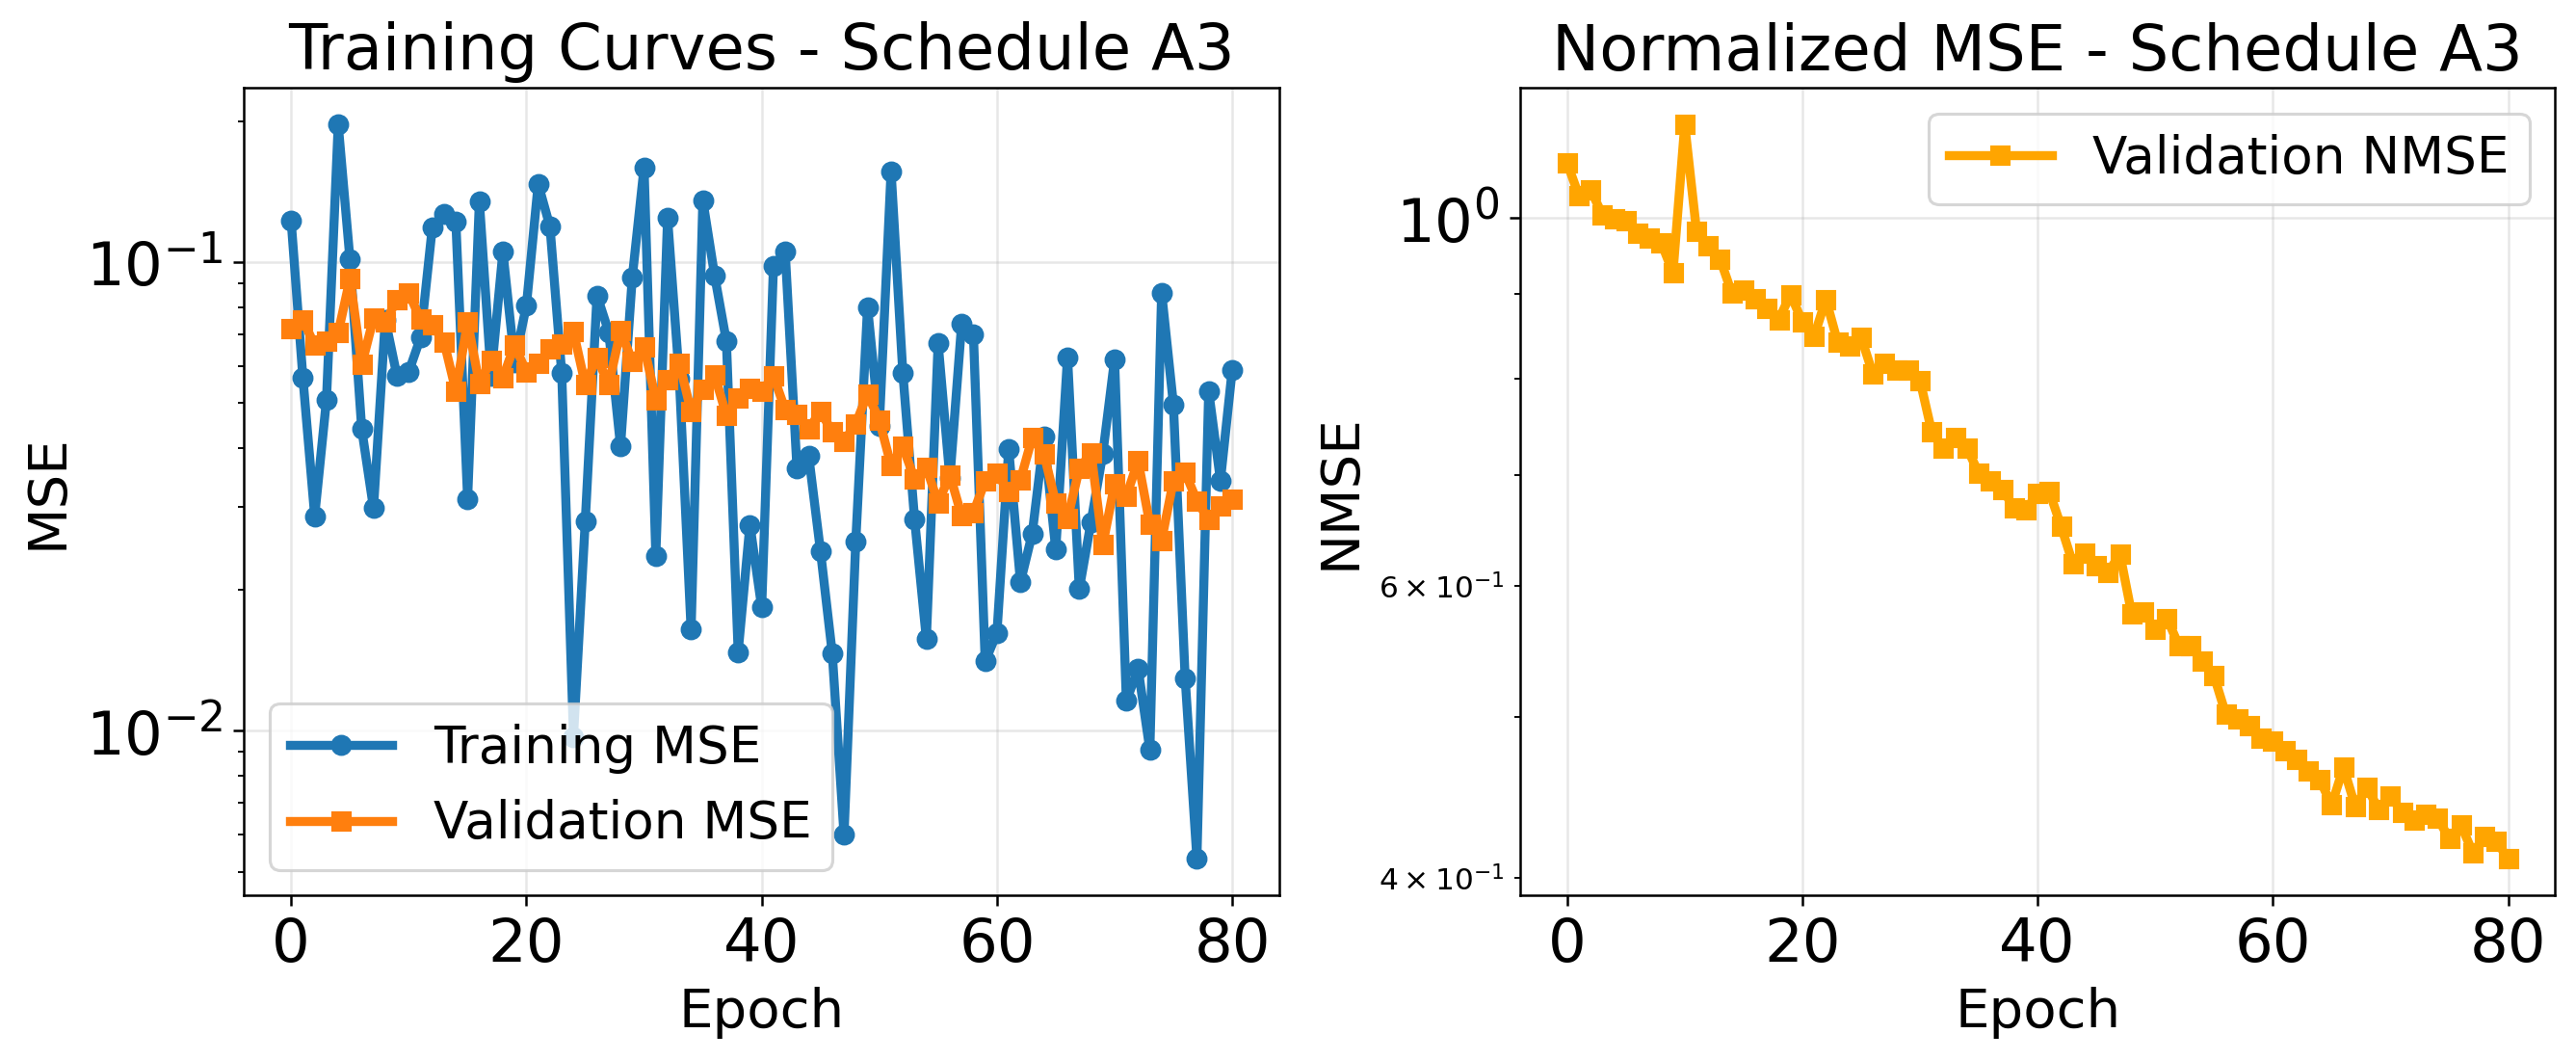 Training Curves - Schedule A3
MSE
10⁻¹
10⁻²
Training MSE
Validation MSE
0 20 40 60 80
Epoch
Normalized MSE - Schedule A3
NMSE
10⁰
6 × 10⁻¹
4 × 10⁻¹
Validation NMSE
0 20 40 60 80
Epoch